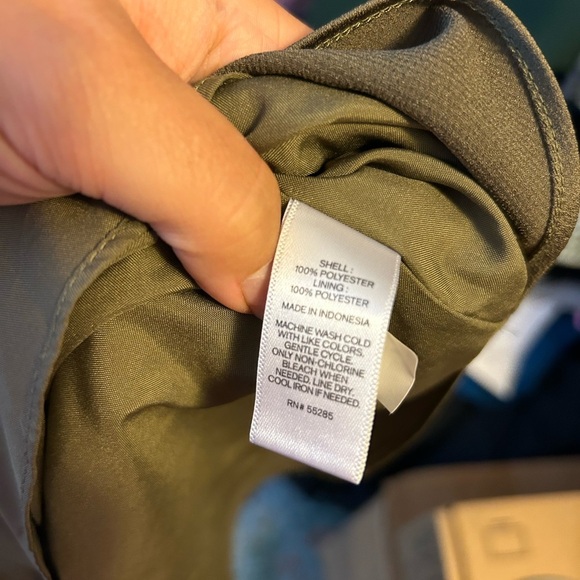 SHELL:
100% POLYESTER
LINING:
100% POLYESTER
MADE IN INDONESIA
MACHINE WASH COLD
WITH LIKE COLORS,
GENTLE CYCLE.
ONLY NON-CHLORINE
BLEACH WHEN
NEEDED. LINE DRY.
COOL IRON IF NEEDED.
RN# 55285